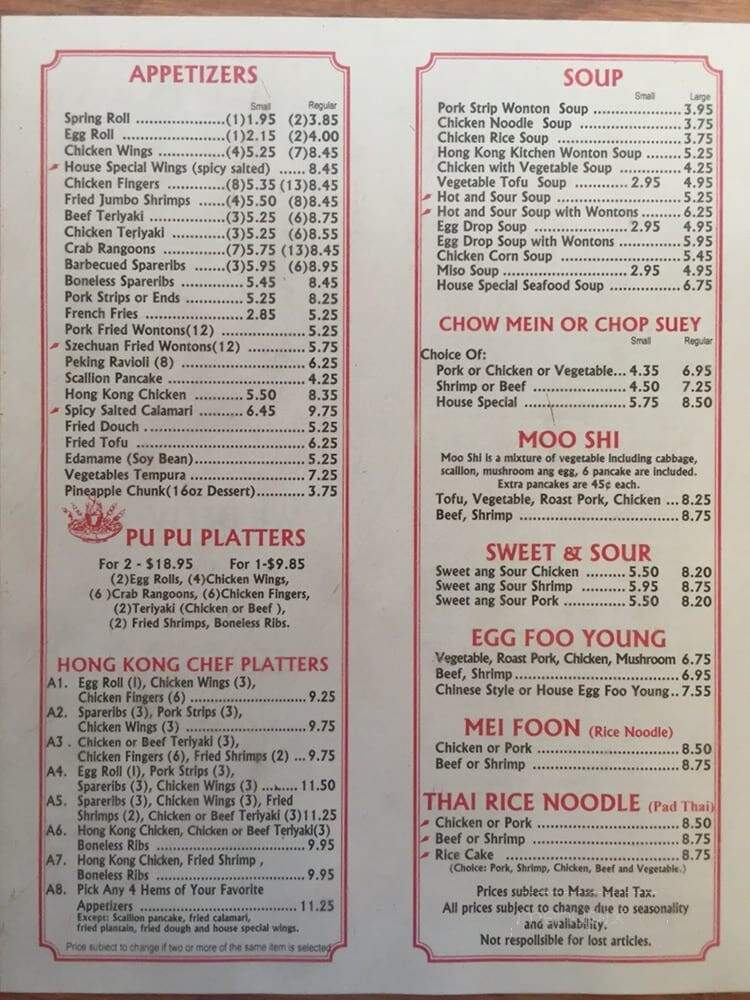 APPETIZERS
Small Regular
Spring Roll ....................(1)1.95 (2)3.85
Egg Roll .......................(1)2.15 (2)4.00
Chicken Wings ................(4)5.25 (7)8.45
House Special Wings (spicy salted) ...... 8.45
Chicken Fingers .............(8)5.35 (13)8.45
Fried Jumbo Shrimps ......(4)5.50 (8)8.45
Beef Teriyaki ..................(3)5.25 (6)8.75
Chicken Teriyaki .............(3)5.25 (6)8.55
Crab Rangoons ..............(7)5.75 (13)8.45
Barbecued Spareribs .......(3)5.95 (6)8.95
Boneless Spareribs .............. 5.45 8.45
Pork Strips or Ends .............. 5.25 8.25
French Fries ....................... 2.85 5.25
Pork Fried Wontons(12) ................... 5.25
Szechuan Fried Wontons(12) ............. 5.75
Peking Ravioli (8) ............................. 6.25
Scallion Pancake ............................... 4.25
Hong Kong Chicken ........... 5.50 8.35
Spicy Salted Calamari .......... 6.45 9.75
Fried Douch ..................................... 5.25
Fried Tofu ....................................... 6.25
Edamame (Soy Bean)......................... 5.25
Vegetables Tempura ......................... 7.25
Pineapple Chunk(16oz Dessert)........... 3.75
PU PU PLATTERS
For 2 - $18.95 For 1-$9.85
(2)Egg Rolls, (4)Chicken Wings,
(6 )Crab Rangoons, (6)Chicken Fingers,
(2)Teriyaki (Chicken or Beef ),
(2) Fried Shrimps, Boneless Ribs.
HONG KONG CHEF PLATTERS
A1. Egg Roll (I), Chicken Wings (3),
Chicken Fingers (6) ......................... 9.25
A2. Spareribs (3), Pork Strips (3),
Chicken Wings (3) .......................... 9.75
A3 . Chicken or Beef Teriyaki (3),
Chicken Fingers (6), Fried Shrimps (2) ... 9.75
A4. Egg Roll (I), Pork Strips (3),
Spareribs (3), Chicken Wings (3) ........ 11.50
A5. Spareribs (3), Chicken Wings (3), Fried
Shrimps (2), Chicken or Beef Teriyaki (3)11.25
A6. Hong Kong Chicken, Chicken or Beef Teriyaki(3)
Boneless Ribs ................................ 9.95
A7. Hong Kong Chicken, Fried Shrimp ,
Boneless Ribs ................................ 9.95
A8. Pick Any 4 Hems of Your Favorite
Appetizers ................................... 11.25
Except: Scallion pancake, fried calamari,
fried plantain, fried dough and house special wings.
Price subiect to change if two or more of the same item is selected
SOUP
Small Large
Pork Strip Wonton Soup .................... 3.95
Chicken Noodle Soup ....................... 3.75
Chicken Rice Soup ........................... 3.75
Hong Kong Kitchen Wonton Soup ....... 5.25
Chicken with Vegetable Soup ............. 4.25
Vegetable Tofu Soup ............ 2.95 4.95
Hot and Sour Soup ........................... 5.25
Hot and Sour Soup with Wontons ........ 6.25
Egg Drop Soup .................... 2.95 4.95
Egg Drop Soup with Wontons ............. 5.95
Chicken Corn Soup .......................... 5.45
Miso Soup ........................... 2.95 4.95
House Special Seafood Soup ............... 6.75
CHOW MEIN OR CHOP SUEY
Small Regular
Choice Of:
Pork or Chicken or Vegetable... 4.35 6.95
Shrimp or Beef .................... 4.50 7.25
House Special ...................... 5.75 8.50
MOO SHI
Moo Shi is a mixture of vegetable including cabbage,
scallion, mushroom ang egg, 6 pancake are included.
Extra pancakes are 45¢ each.
Tofu, Vegetable, Roast Pork, Chicken ... 8.25
Beef, Shrimp .................................. 8.75
SWEET & SOUR
Sweet ang Sour Chicken ......... 5.50 8.20
Sweet ang Sour Shrimp ......... 5.95 8.75
Sweet ang Sour Pork ............. 5.50 8.20
EGG FOO YOUNG
Vegetable, Roast Pork, Chicken, Mushroom 6.75
Beef, Shrimp.................................... 6.95
Chinese Style or House Egg Foo Young.. 7.55
MEI FOON (Rice Noodle)
Chicken or Pork ............................... 8.50
Beef or Shrimp ................................ 8.75
THAI RICE NOODLE (Pad Thai)
Chicken or Pork ............................... 8.50
Beef or Shrimp ................................ 8.75
Rice Cake ....................................... 8.75
(Choice: Pork, Shrimp, Chicken, Beef and Vegetable.)
Prices subiect to Mass. Meal Tax.
All prices subject to change due to seasonality
and avaliability.
Not resposlisible for lost articles.